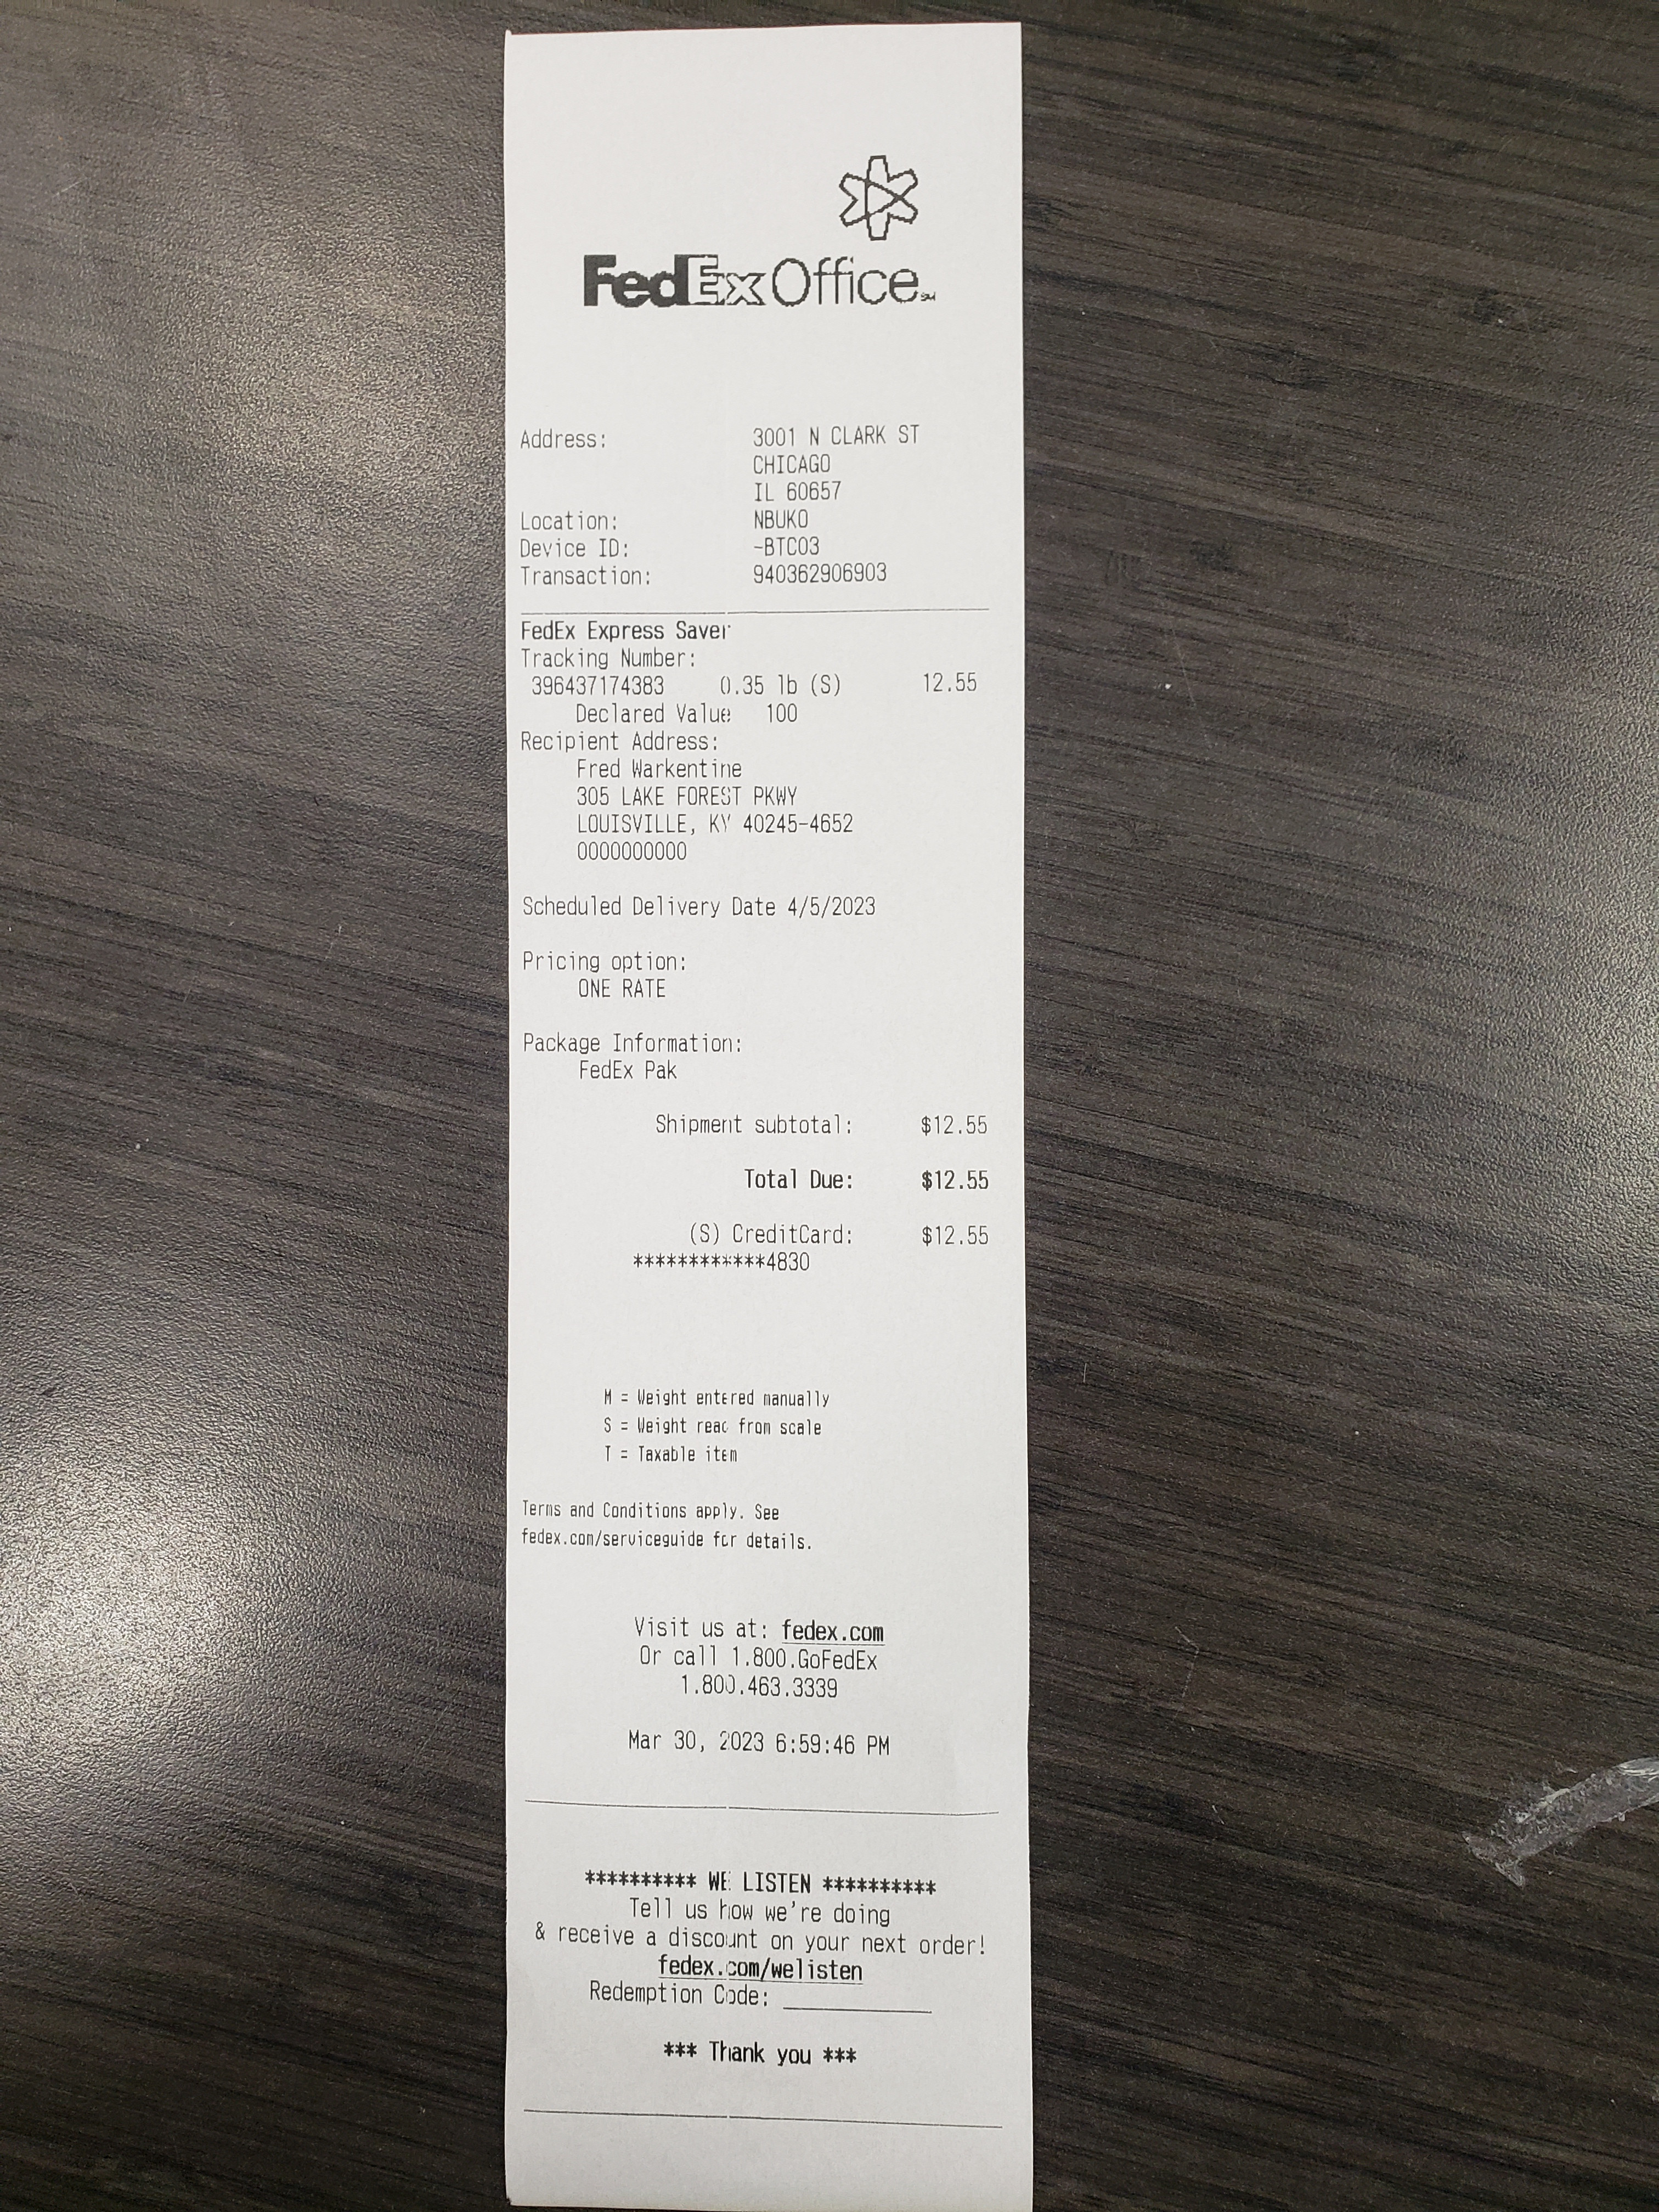 FedEx Office SM
Address: 3001 N CLARK ST
CHICAGO
IL 60657
Location: NBUKO
Device ID: -BTC03
Transaction: 940362906903
FedEx Express Saver
Tracking Number:
396437174383 0.35 lb (S) 12.55
Declared Value 100
Recipient Address:
Fred Warkentine
305 LAKE FOREST PKWY
LOUISVILLE, KY 40245-4652
0000000000
Scheduled Delivery Date 4/5/2023
Pricing option:
ONE RATE
Package Information:
FedEx Pak
Shipment subtotal: $12.55
Total Due: $12.55
(S) CreditCard: $12.55
************4830
M = Weight entered manually
S = Weight read from scale
T = Taxable item
Terms and Conditions apply. See
fedex.com/serviceguide for details.
Visit us at: fedex.com
Or call 1.800.GoFedEx
1.800.463.3339
Mar 30, 2023 6:59:46 PM
********** WE LISTEN **********
Tell us how we're doing
& receive a discount on your next order!
fedex.com/welisten
Redemption Code: ____________
*** Thank you ***